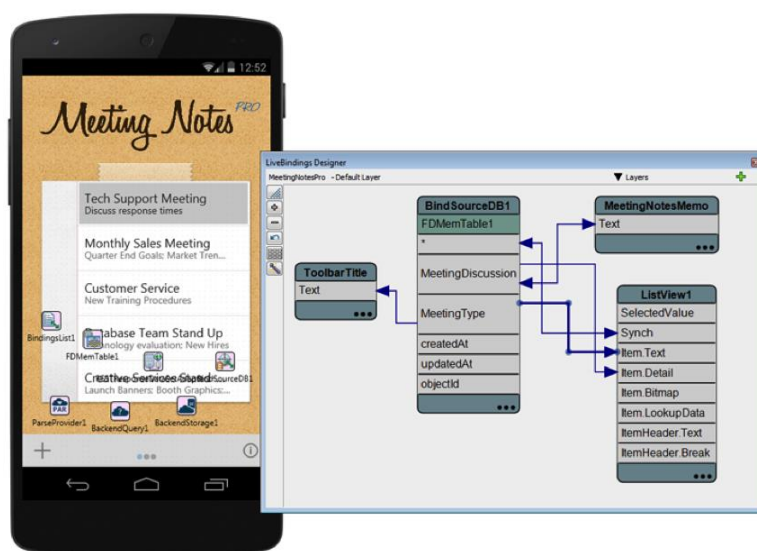 12:52
Meeting Notes PRO
Tech Support Meeting
Discuss response times
Monthly Sales Meeting
Quarter End Goals: Market Tren...
Customer Service
New Training Procedures
BindingsList1
Database Team Stand Up
FDMemTable1
nology evaluation: New Hires
Creative Services
Launch Banners: Booth Graphics:...
PAR
ParseProvider1
BackendQuery1
BackendStorage1
LiveBindings Designer
MeetingNotesPro - Default Layer
Layers
ToolbarTitle
Text
BindSourceDB1
FDMemTable1
*
MeetingDiscussion
MeetingType
createdAt
updatedAt
objectId
MeetingNotesMemo
Text
ListView1
SelectedValue
Synch
Item.Text
Item.Detail
Item.Bitmap
Item.LookupData
ItemHeader.Text
ItemHeader.Break